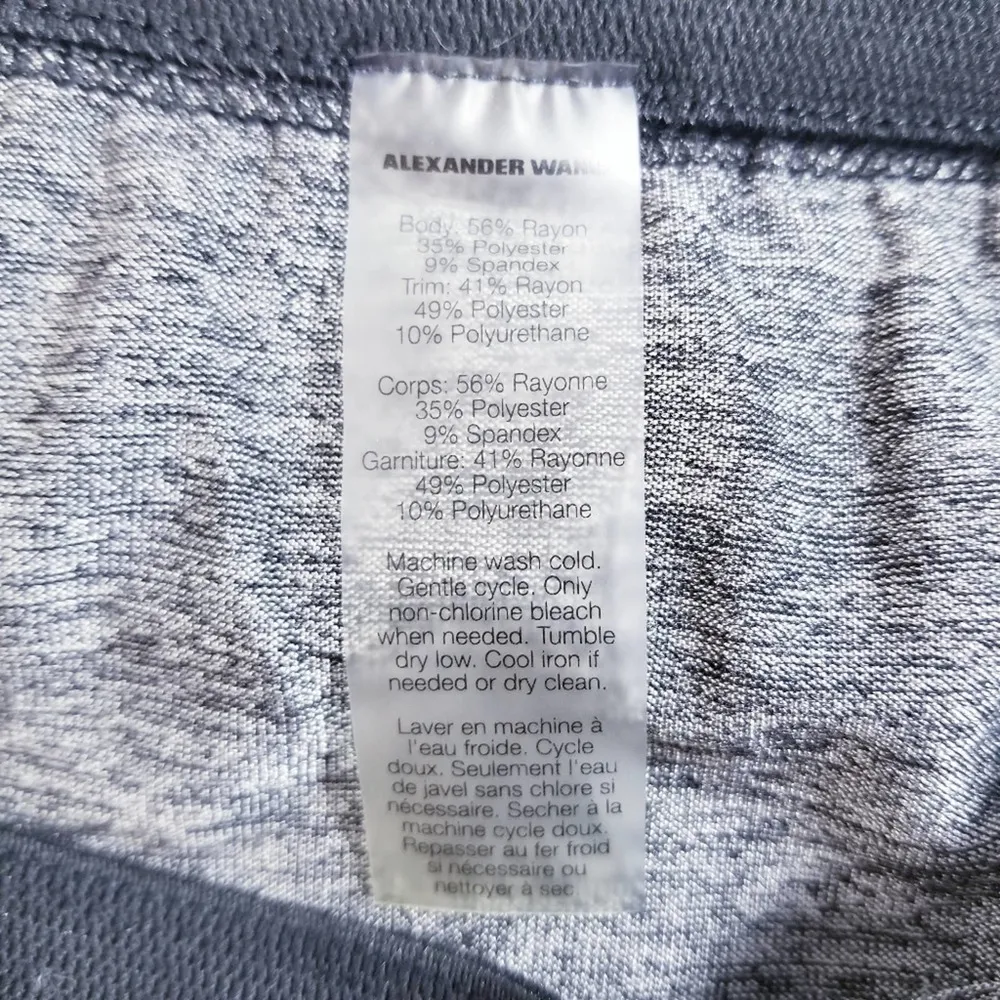 ALEXANDER WANG
Body: 56% Rayon
35% Polyester
9% Spandex
Trim: 41% Rayon
49% Polyester
10% Polyurethane
Corps: 56% Rayonne
35% Polyester
9% Spandex
Garniture: 41% Rayonne
49% Polyester
10% Polyurethane
Machine wash cold.
Gentle cycle. Only
non-chlorine bleach
when needed. Tumble
dry low. Cool iron if
needed or dry clean.
Laver en machine à
l'eau froide. Cycle
doux. Seulement l'eau
de javel sans chlore si
nécessaire. Secher à la
machine cycle doux.
Repasser au fer froid
si nécessaire ou
nettoyer à sec